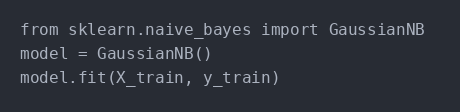 from sklearn.naive_bayes import GaussianNB
model = GaussianNB()
model.fit(X_train, y_train)